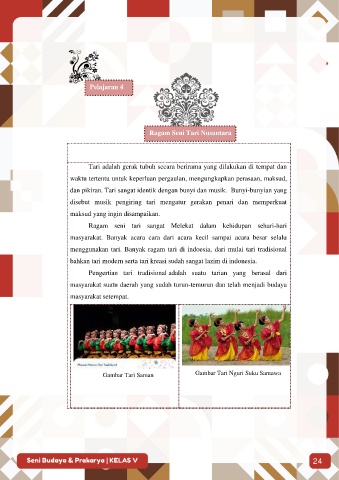 Pelajaran 4
Ragam Seni Tari Nusantara
Tari adalah gerak tubuh secara berirama yang dilakukan di tempat dan
waktu tertentu untuk keperluan pergaulan, mengungkapkan perasaan, maksud,
dan pikiran. Tari sangat identik dengan bunyi dan musik. Bunyi-bunyian yang
disebut musik pengiring tari mengatur gerakan penari dan memperkuat
maksud yang ingin disampaikan.
Ragam seni tari sangat Melekat dalam kehidupan sehari-hari
masyarakat. Banyak acara cara dari acara kecil sampai acara besar selalu
menggunakan tari. Banyak ragam tari di indoesia, dari mulai tari tradisional
bahkan tari modern serta tari kreasi sudah sangat lazim di indonesia.
Pengertian tari tradisional adalah suatu tarian yang berasal dari
masyarakat suatu daerah yang sudah turun-temurun dan telah menjadi budaya
masyarakat setempat.
Gambar Tari Saman
Gambar Tari Nguri Suku Samawa
Seni Budaya & Prakarya | KELAS V
24